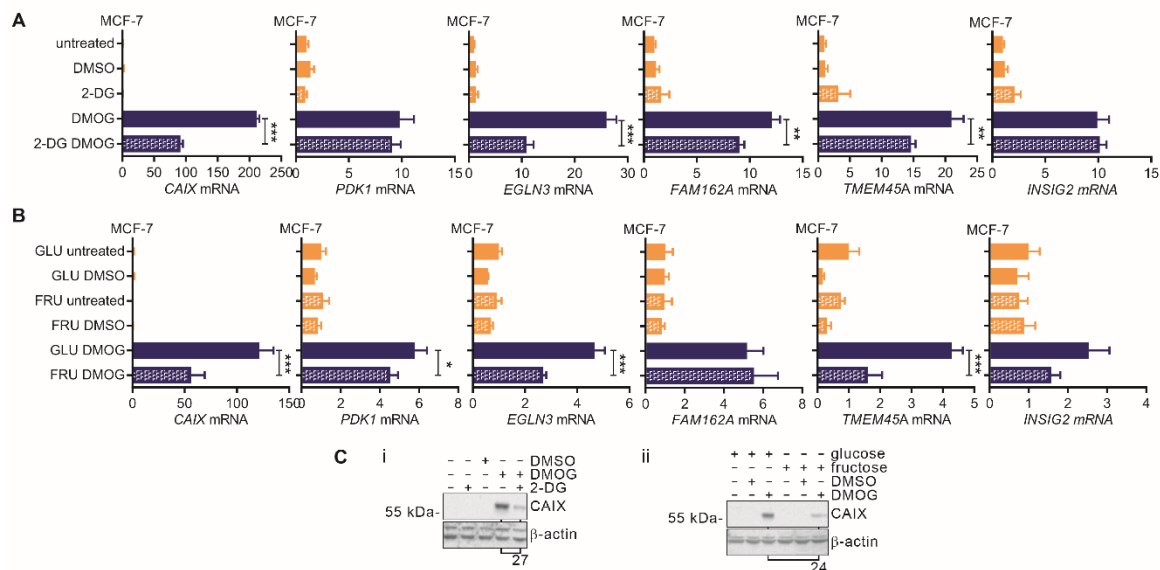 A
MCF-7 MCF-7 MCF-7 MCF-7 MCF-7 MCF-7
untreated
DMSO
2-DG
DMOG
2-DG DMOG
*** *** ** **
0 50 100 150 200 250 0 5 10 15 0 10 20 30 0 5 10 15 0 5 10 15 20 25 0 5 10 15
CAIX mRNA PDK1 mRNA EGLN3 mRNA FAM162A mRNA TMEM45A mRNA INSIG2 mRNA
B
MCF-7 MCF-7 MCF-7 MCF-7 MCF-7 MCF-7
GLU untreated
GLU DMSO
FRU untreated
FRU DMSO
GLU DMOG
FRU DMOG
*** * *** ***
0 50 100 150 0 2 4 6 8 0 2 4 6 0 2 4 6 8 0 1 2 3 4 5 0 1 2 3 4
CAIX mRNA PDK1 mRNA EGLN3 mRNA FAM162A mRNA TMEM45A mRNA INSIG2 mRNA
C i
- - + - - DMSO
- - - + + DMOG
- + - - + 2-DG
55 kDa- CAIX
β-actin
27
ii
+ + + - - - glucose
- - - + + + fructose
- + - - + - DMSO
- - + - - + DMOG
55 kDa- CAIX
β-actin
24